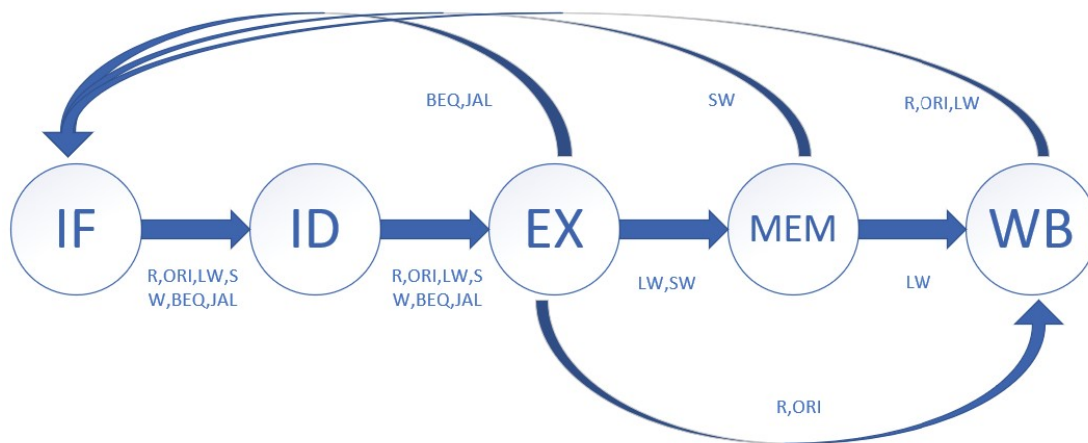 BEQ,JAL
SW
R,ORI,LW
IF
ID
EX
MEM
WB
R,ORI,LW,S
W,BEQ,JAL
R,ORI,LW,S
W,BEQ,JAL
LW,SW
LW
R,ORI